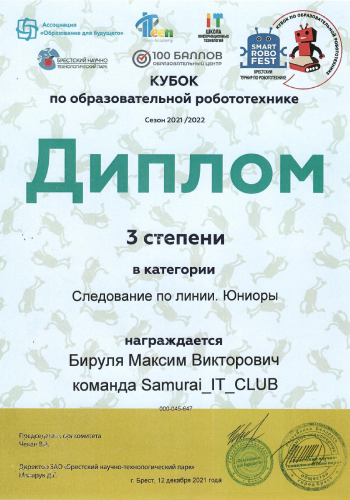 Ассоциация
«Образование для будущего»
iTeen
Academy
iT
ШКОЛА
ИНФОРМАЦИОННЫХ
ТЕХНОЛОГИЙ
SMART
ROBO
FEST
БРЕСТСКИЙ
ТУРНИР ПО РОБОТОТЕХНИКЕ
КУБОК ПО ОБРАЗОВАТЕЛЬНОЙ РОБОТОТЕХНИКЕ
БРЕСТСКИЙ НАУЧНО-
ТЕХНОЛОГИЧЕСКИЙ ПАРК
100 БАЛЛОВ
ОБРАЗОВАТЕЛЬНЫЙ ЦЕНТР
КУБОК
по образовательной робототехнике
Сезон 2021 /2022
Диплом
3 степени
в категории
Следование по линии. Юниоры
награждается
Бируля Максим Викторович
команда Samurai_IT_CLUB
000-045-647
Председатель оргкомитета
Директор ЗАО «Брестский научно-технологический парк»
г. Брест, 12 декабря 2021 года